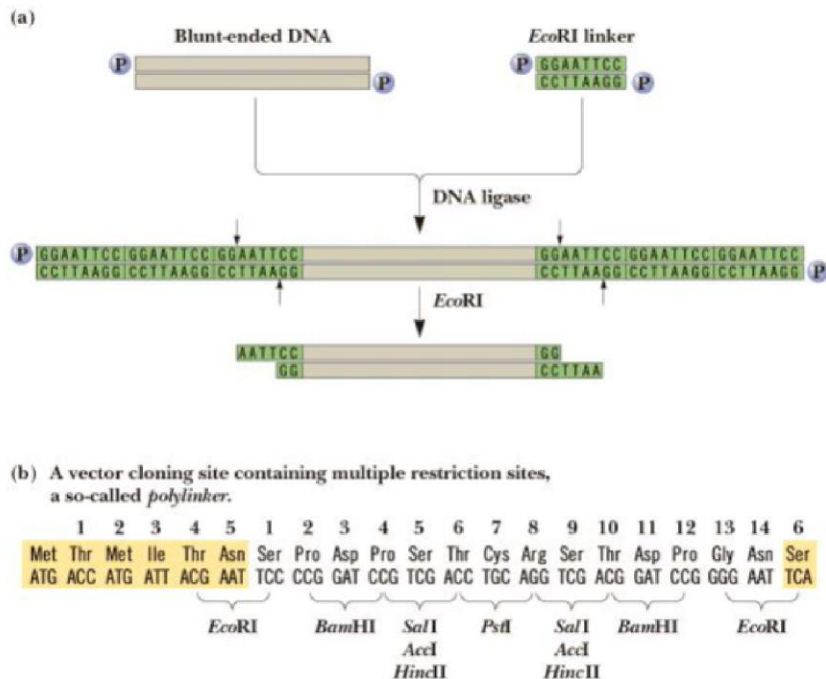 (a)
Blunt-ended DNA EcoRI linker
P P GGAATTCC
P CCTTAAGG P
DNA ligase
P GGAATTCC GGAATTCC GGAATTCC GGAATTCC GGAATTCC GGAATTCC
CCTTAAGG CCTTAAGG CCTTAAGG CCTTAAGG CCTTAAGG CCTTAAGG P
EcoRI
AATTCC GG
GG CCTTAA
(b) A vector cloning site containing multiple restriction sites,
a so-called polylinker.
1 2 3 4 5 1 2 3 4 5 6 7 8 9 10 11 12 13 14 6
Met Thr Met Ile Thr Asn Ser Pro Asp Pro Ser Thr Cys Arg Ser Thr Asp Pro Gly Asn Ser
ATG ACC ATG ATT ACG AAT TCC CCG GAT CCG TCG ACC TGC AGG TCG ACG GAT CCG GGG AAT TCA
EcoRI BamHI SalI PstI SalI BamHI EcoRI
AccI AccI
HincII HincII